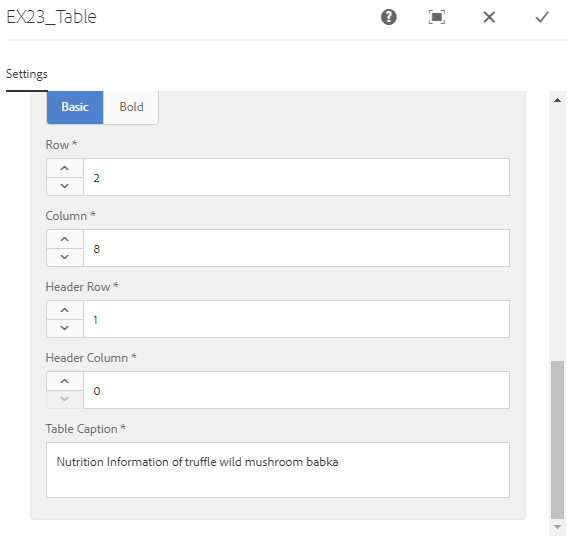 EX23_Table
Settings
Basic Bold
Row *
2
Column *
8
Header Row *
1
Header Column *
0
Table Caption *
Nutrition Information of truffle wild mushroom babka